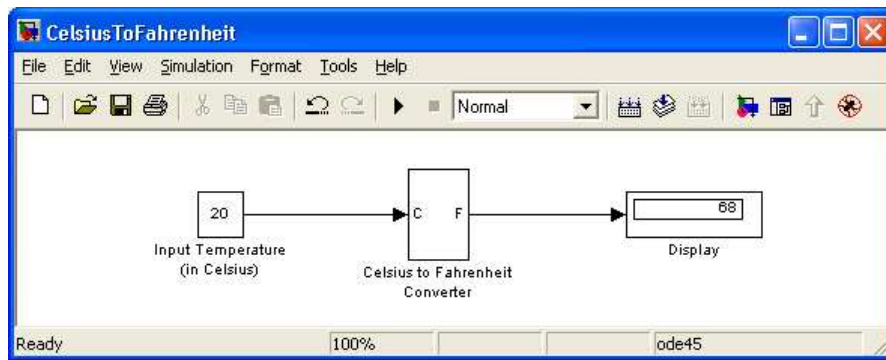 CelsiusToFahrenheit
File Edit View Simulation Format Tools Help
Normal
20
Input Temperature
(in Celsius)
C F
Celsius to Fahrenheit
Converter
68
Display
Ready 100% ode45